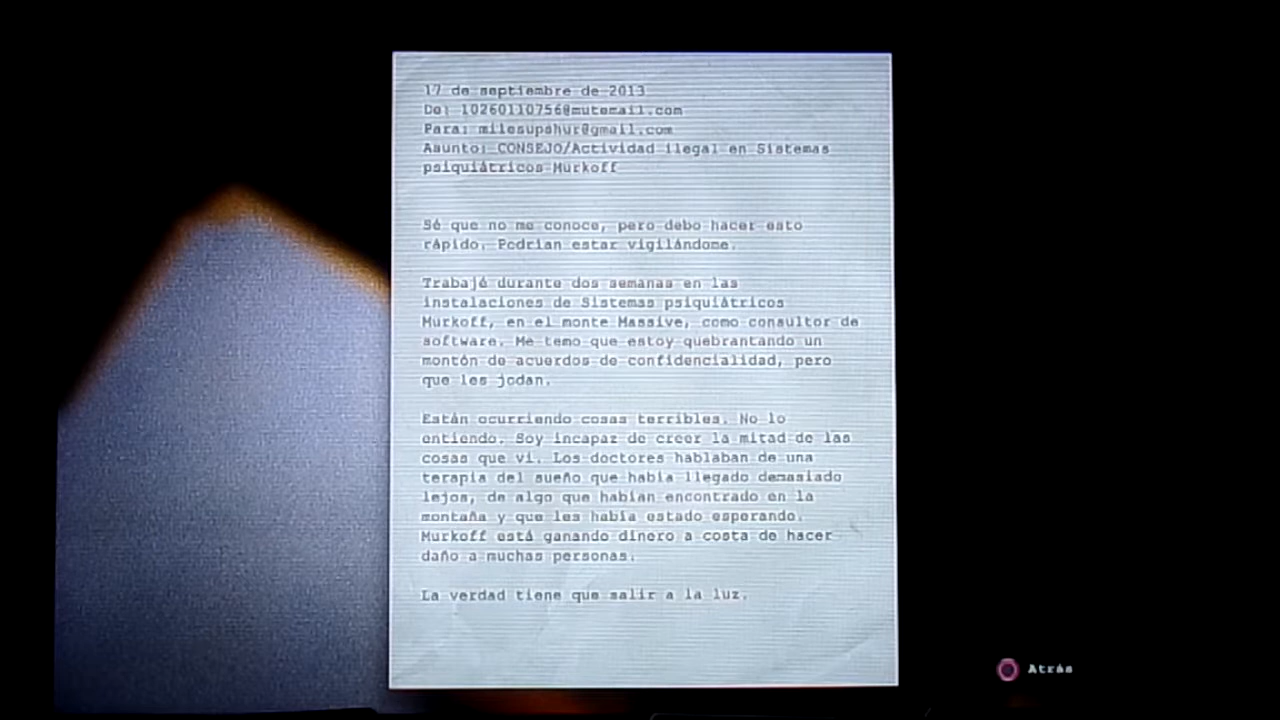 17 de septiembre de 2013
De: 10260110756@mutemail.com
Para: milesupshur@gmail.com
Asunto: CONSEJO/Actividad ilegal en Sistemas
psiquiátricos Murkoff
Sé que no me conoce, pero debo hacer esto
rápido. Podrían estar vigilándome.
Trabajé durante dos semanas en las
instalaciones de Sistemas psiquiátricos
Murkoff, en el monte Massive, como consultor de
software. Me temo que estoy quebrantando un
montón de acuerdos de confidencialidad, pero
que les jodan.
Están ocurriendo cosas terribles. No lo
entiendo. Soy incapaz de creer la mitad de las
cosas que vi. Los doctores hablaban de una
terapia del sueño que había llegado demasiado
lejos, de algo que habían encontrado en la
montaña y que les había estado esperando.
Murkoff está ganando dinero a costa de hacer
daño a muchas personas.
La verdad tiene que salir a la luz.
Atrás